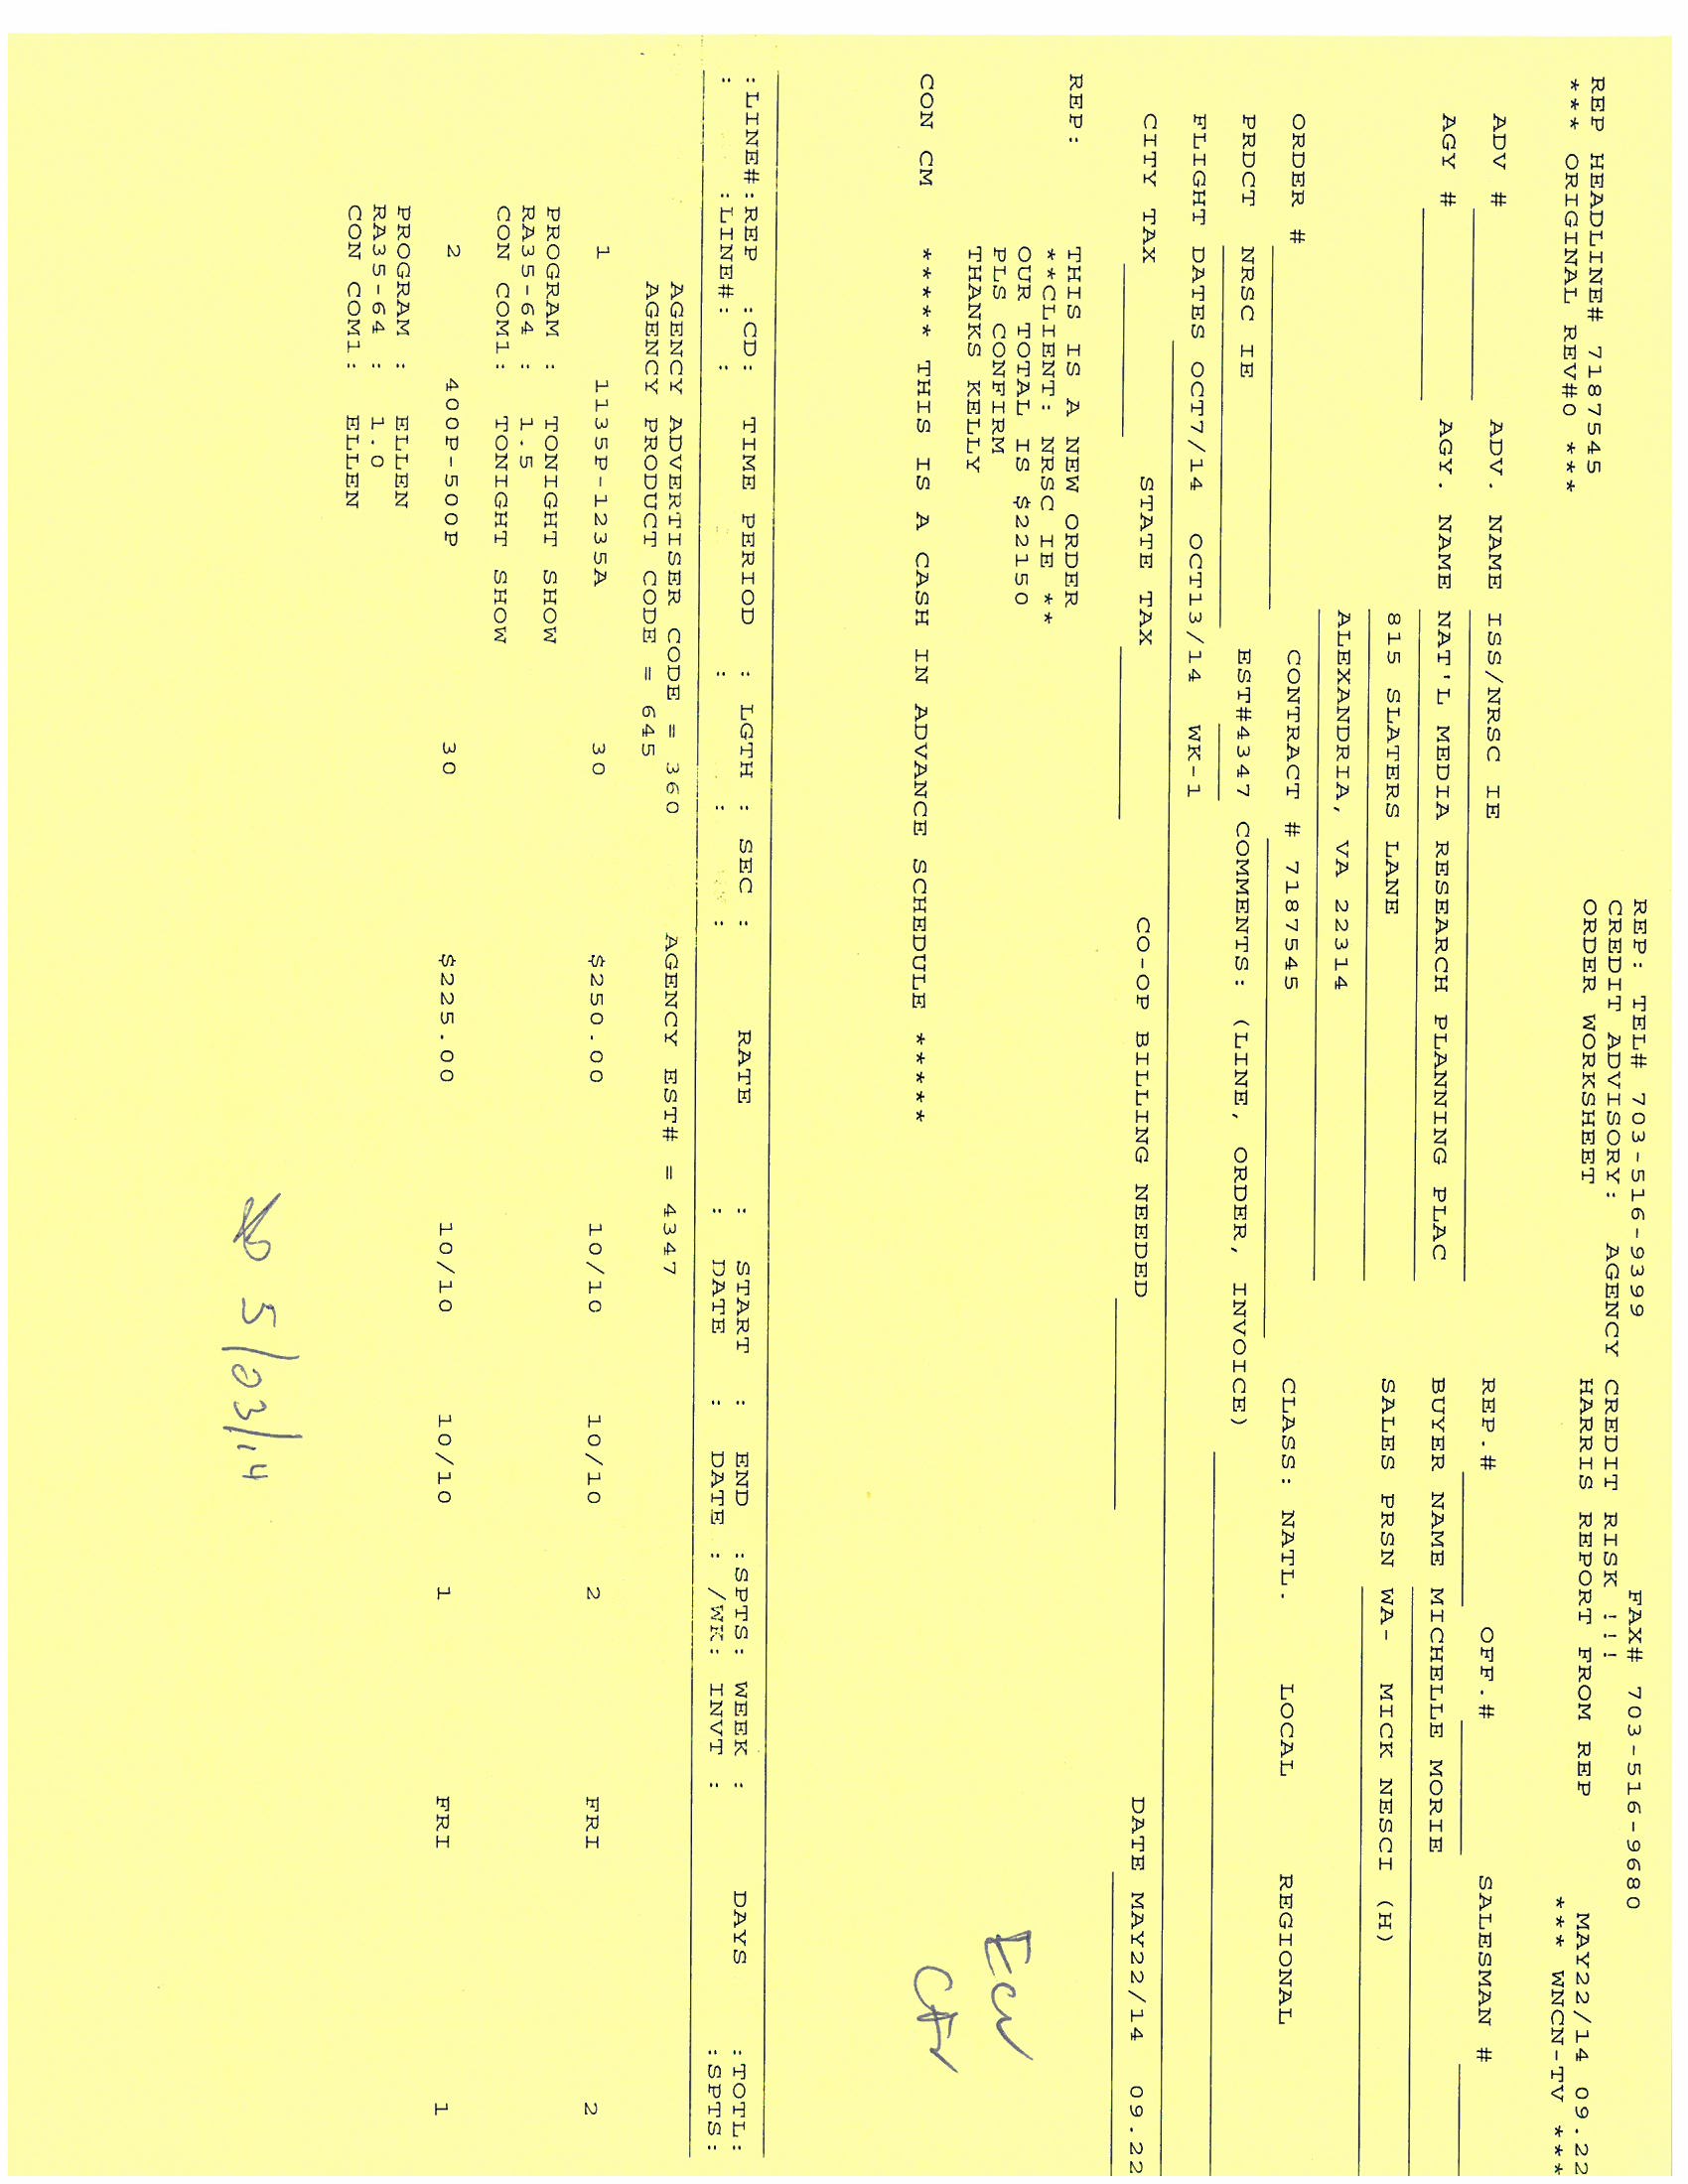 REP: TEL# 703-516-9399 FAX# 703-516-9680
CREDIT ADVISORY: AGENCY CREDIT RISK !!!
REP HEADLINE# 7187545 ORDER WORKSHEET HARRIS REPORT FROM REP MAY22/14 09.22
*** ORIGINAL REV#0 *** *** WNCN-TV ***
ADV # ADV. NAME ISS/NRSC IE REP.# OFF.# SALESMAN #
AGY # AGY. NAME NAT'L MEDIA RESEARCH PLANNING PLAC BUYER NAME MICHELLE MORIE
815 SLATERS LANE SALES PRSN WA- MICK NESCI (H)
ALEXANDRIA, VA 22314
ORDER # CONTRACT # 7187545 CLASS: NATL. LOCAL REGIONAL
PRDCT NRSC IE EST#4347 COMMENTS: (LINE, ORDER, INVOICE)
FLIGHT DATES OCT7/14 OCT13/14 WK-1
CITY TAX STATE TAX CO-OP BILLING NEEDED DATE MAY22/14 09.22
REP: THIS IS A NEW ORDER
**CLIENT: NRSC IE **
OUR TOTAL IS $22150
PLS CONFIRM
THANKS KELLY
CON CM ***** THIS IS A CASH IN ADVANCE SCHEDULE *****
:LINE#:REP :CD: TIME PERIOD : LGTH : SEC : RATE : START : END :SPTS: WEEK : DAYS :TOTL:
: :LINE#: : : : : : DATE : DATE : /WK: INVT : :SPTS:
AGENCY ADVERTISER CODE = 360 AGENCY EST# = 4347
AGENCY PRODUCT CODE = 645
1 1135P-1235A 30 $250.00 10/10 10/10 2 FRI 2
PROGRAM : TONIGHT SHOW
RA35-64 : 1.5
CON COM1: TONIGHT SHOW
2 400P-500P 30 $225.00 10/10 10/10 1 FRI 1
PROGRAM : ELLEN
RA35-64 : 1.0
CON COM1: ELLEN
5/03/14